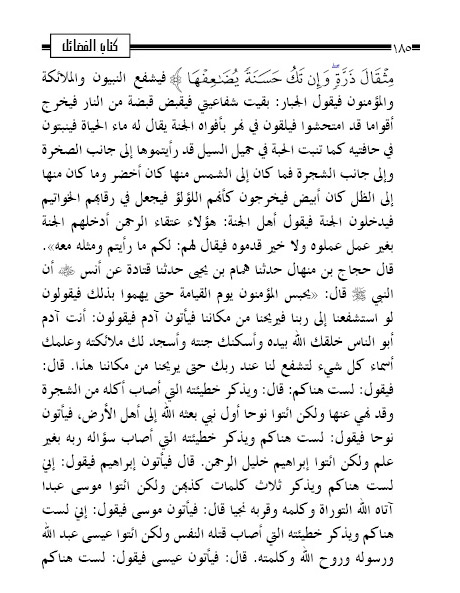 ١٨٥
كتاب الفضائل
مِثْقَالَ ذَرَّةٍ وَإِن تَكُ حَسَنَةً يُضَاعِفْهَا﴾ فيشفع النبيون والملائكة
والمؤمنون فيقول الجبار: بقيت شفاعتي فيقبض قبضة من النار فيخرج
أقواما قد امتحشوا فيلقون في نهر بأفواه الجنة يقال له ماء الحياة فينبتون
في حافتيه كما تنبت الحبة في حميل السيل قد رأيتموها إلى جانب الصخرة
وإلى جانب الشجرة فما كان إلى الشمس منها كان أخضر وما كان منها
إلى الظل كان أبيض فيخرجون كأنهم اللؤلؤ فيجعل في رقابهم الخواتيم
فيدخلون الجنة فيقول أهل الجنة: هؤلاء عتقاء الرحمن أدخلهم الجنة
بغير عمل عملوه ولا خير قدموه فيقال لهم: لكم ما رأيتم ومثله معه».
قال حجاج بن منهال حدثنا همام بن يحيى حدثنا قتادة عن أنس ﷺ أن
النبي ﷺ قال: «يحبس المؤمنون يوم القيامة حتى يهموا بذلك فيقولون
لو استشفعنا إلى ربنا فيريحنا من مكاننا فيأتون آدم فيقولون: أنت آدم
أبو الناس خلقك الله بيده وأسكنك جنته وأسجد لك ملائكته وعلمك
أسماء كل شيء لتشفع لنا عند ربك حتى يريحنا من مكاننا هذا. قال:
فيقول: لست هناكم: قال: ويذكر خطيئته التي أصاب أكله من الشجرة
وقد نهي عنها ولكن ائتوا نوحا أول نبي بعثه الله إلى أهل الأرض، فيأتون
نوحا فيقول: لست هناكم ويذكر خطيئته التي أصاب سؤاله ربه بغير
علم ولكن ائتوا إبراهيم خليل الرحمن. قال فيأتون إبراهيم فيقول: إني
لست هناكم ويذكر ثلاث كلمات كذبهن ولكن ائتوا موسى عبدا
آتاه الله التوراة وكلمه وقربه نجيا قال: فيأتون موسى فيقول: إني لست
هناكم ويذكر خطيئته التي أصاب قتله النفس ولكن ائتوا عيسى عبد الله
ورسوله وروح الله وكلمته. قال: فيأتون عيسى فيقول: لست هناكم